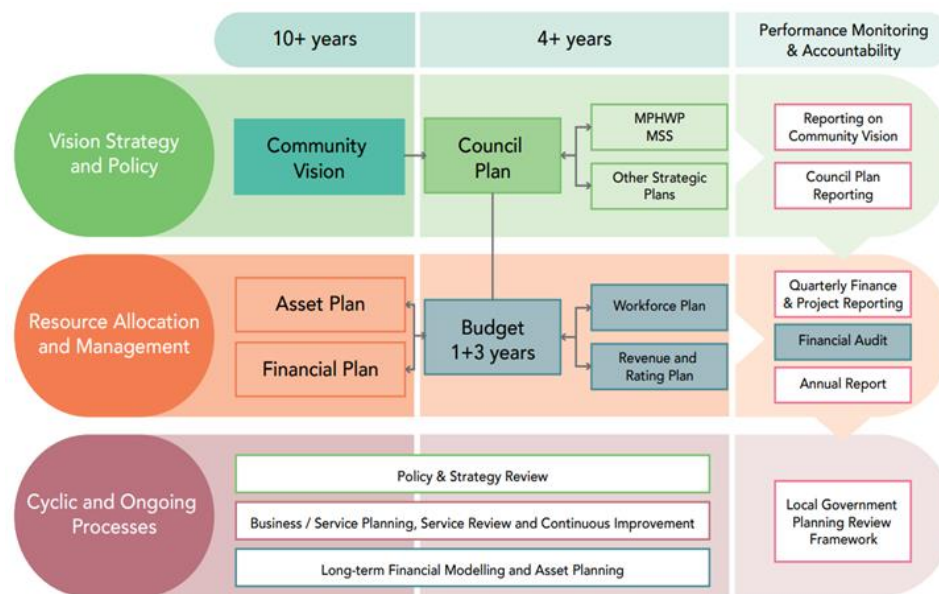 10+ years
4+ years
Performance Monitoring
& Accountability
Vision Strategy
and Policy
Community
Vision
Council
Plan
MPHWP
MSS
Other Strategic
Plans
Reporting on
Community Vision
Council Plan
Reporting
Resource Allocation
and Management
Asset Plan
Financial Plan
Budget
1+3 years
Workforce Plan
Revenue and
Rating Plan
Quarterly Finance
& Project Reporting
Financial Audit
Annual Report
Cyclic and Ongoing
Processes
Policy & Strategy Review
Business / Service Planning, Service Review and Continuous Improvement
Long-term Financial Modelling and Asset Planning
Local Government
Planning Review
Framework